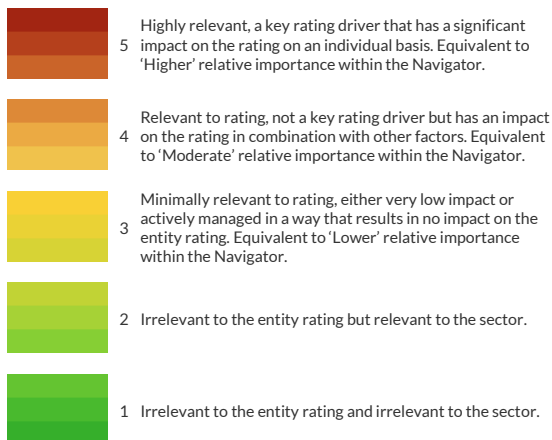 Highly relevant, a key rating driver that has a significant
5 impact on the rating on an individual basis. Equivalent to
‘Higher’ relative importance within the Navigator.
Relevant to rating, not a key rating driver but has an impact
4 on the rating in combination with other factors. Equivalent
to ‘Moderate’ relative importance within the Navigator.
Minimally relevant to rating, either very low impact or
actively managed in a way that results in no impact on the
3 entity rating. Equivalent to ‘Lower’ relative importance
within the Navigator.
2 Irrelevant to the entity rating but relevant to the sector.
1 Irrelevant to the entity rating and irrelevant to the sector.